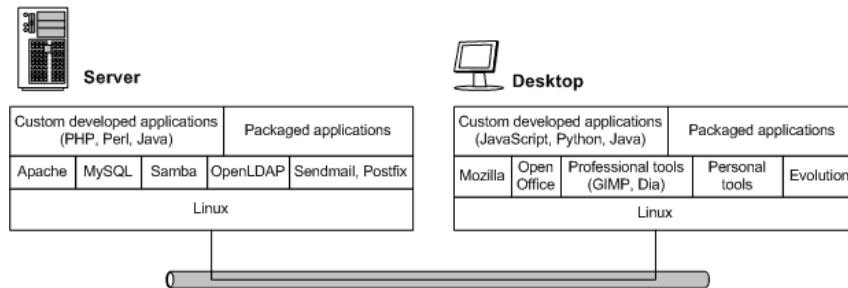 Server
Custom developed applications
(PHP, Perl, Java)
Packaged applications
Apache
MySQL
Samba
OpenLDAP
Sendmail, Postfix
Linux
Desktop
Custom developed applications
(JavaScript, Python, Java)
Packaged applications
Mozilla
Open
Office
Professional tools
(GIMP, Dia)
Personal
tools
Evolution
Linux